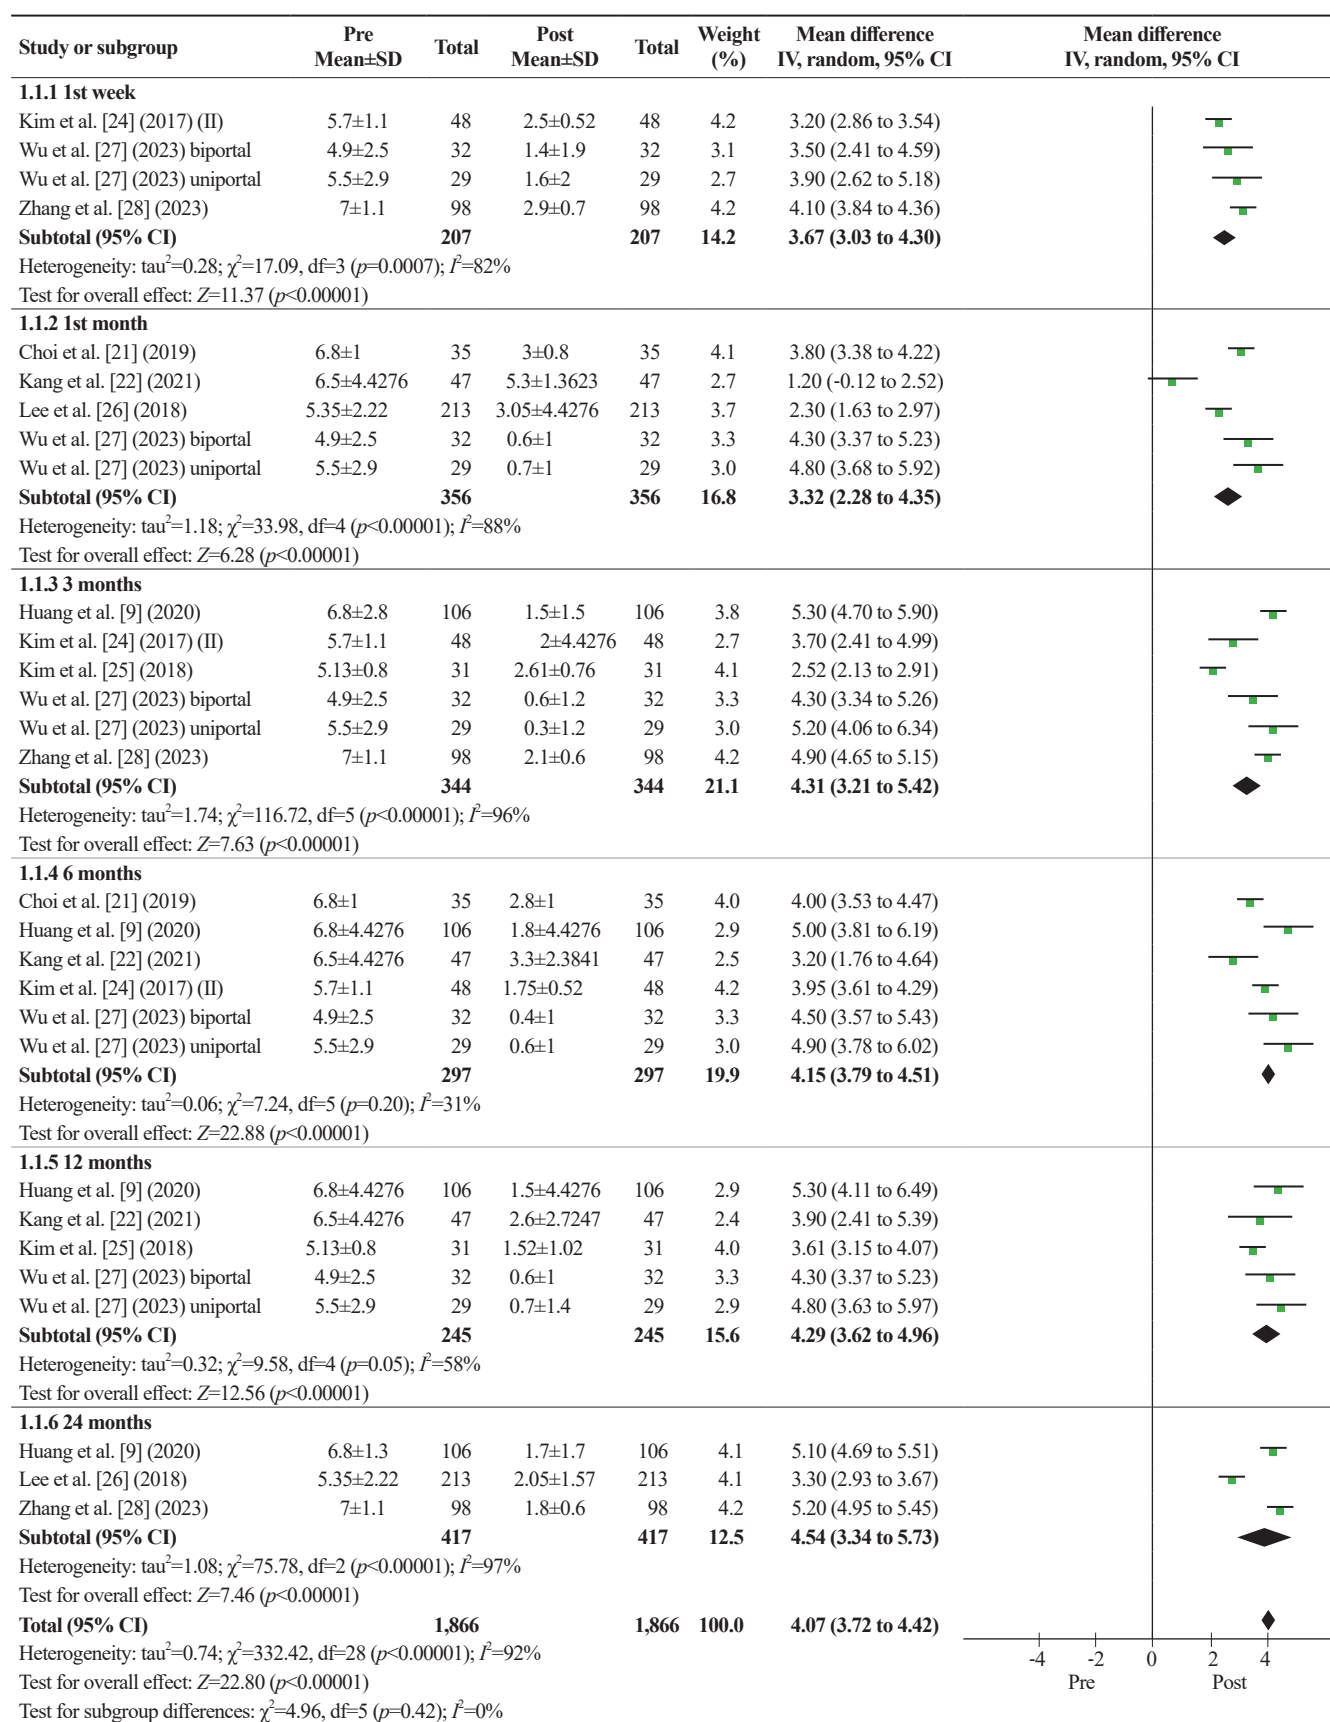 Study or subgroup Pre Mean±SD Total Post Mean±SD Total Weight (%) Mean difference IV, random, 95% CI Mean difference IV, random, 95% CI
1.1.1 1st week
Kim et al. [24] (2017) (II) 5.7±1.1 48 2.5±0.52 48 4.2 3.20 (2.86 to 3.54)
Wu et al. [27] (2023) biportal 4.9±2.5 32 1.4±1.9 32 3.1 3.50 (2.41 to 4.59)
Wu et al. [27] (2023) uniportal 5.5±2.9 29 1.6±2 29 2.7 3.90 (2.62 to 5.18)
Zhang et al. [28] (2023) 7±1.1 98 2.9±0.7 98 4.2 4.10 (3.84 to 4.36)
Subtotal (95% CI) 207 207 14.2 3.67 (3.03 to 4.30)
Heterogeneity: tau²=0.28; χ²=17.09, df=3 (p=0.0007); I²=82%
Test for overall effect: Z=11.37 (p<0.00001)
1.1.2 1st month
Choi et al. [21] (2019) 6.8±1 35 3±0.8 35 4.1 3.80 (3.38 to 4.22)
Kang et al. [22] (2021) 6.5±4.4276 47 5.3±1.3623 47 2.7 1.20 (-0.12 to 2.52)
Lee et al. [26] (2018) 5.35±2.22 213 3.05±4.4276 213 3.7 2.30 (1.63 to 2.97)
Wu et al. [27] (2023) biportal 4.9±2.5 32 0.6±1 32 3.3 4.30 (3.37 to 5.23)
Wu et al. [27] (2023) uniportal 5.5±2.9 29 0.7±1 29 3.0 4.80 (3.68 to 5.92)
Subtotal (95% CI) 356 356 16.8 3.32 (2.28 to 4.35)
Heterogeneity: tau²=1.18; χ²=33.98, df=4 (p<0.00001); I²=88%
Test for overall effect: Z=6.28 (p<0.00001)
1.1.3 3 months
Huang et al. [9] (2020) 6.8±2.8 106 1.5±1.5 106 3.8 5.30 (4.70 to 5.90)
Kim et al. [24] (2017) (II) 5.7±1.1 48 2±4.4276 48 2.7 3.70 (2.41 to 4.99)
Kim et al. [25] (2018) 5.13±0.8 31 2.61±0.76 31 4.1 2.52 (2.13 to 2.91)
Wu et al. [27] (2023) biportal 4.9±2.5 32 0.6±1.2 32 3.3 4.30 (3.34 to 5.26)
Wu et al. [27] (2023) uniportal 5.5±2.9 29 0.3±1.2 29 3.0 5.20 (4.06 to 6.34)
Zhang et al. [28] (2023) 7±1.1 98 2.1±0.6 98 4.2 4.90 (4.65 to 5.15)
Subtotal (95% CI) 344 344 21.1 4.31 (3.21 to 5.42)
Heterogeneity: tau²=1.74; χ²=116.72, df=5 (p<0.00001); I²=96%
Test for overall effect: Z=7.63 (p<0.00001)
1.1.4 6 months
Choi et al. [21] (2019) 6.8±1 35 2.8±1 35 4.0 4.00 (3.53 to 4.47)
Huang et al. [9] (2020) 6.8±4.4276 106 1.8±4.4276 106 2.9 5.00 (3.81 to 6.19)
Kang et al. [22] (2021) 6.5±4.4276 47 3.3±2.3841 47 2.5 3.20 (1.76 to 4.64)
Kim et al. [24] (2017) (II) 5.7±1.1 48 1.75±0.52 48 4.2 3.95 (3.61 to 4.29)
Wu et al. [27] (2023) biportal 4.9±2.5 32 0.4±1 32 3.3 4.50 (3.57 to 5.43)
Wu et al. [27] (2023) uniportal 5.5±2.9 29 0.6±1 29 3.0 4.90 (3.78 to 6.02)
Subtotal (95% CI) 297 297 19.9 4.15 (3.79 to 4.51)
Heterogeneity: tau²=0.06; χ²=7.24, df=5 (p=0.20); I²=31%
Test for overall effect: Z=22.88 (p<0.00001)
1.1.5 12 months
Huang et al. [9] (2020) 6.8±4.4276 106 1.5±4.4276 106 2.9 5.30 (4.11 to 6.49)
Kang et al. [22] (2021) 6.5±4.4276 47 2.6±2.7247 47 2.4 3.90 (2.41 to 5.39)
Kim et al. [25] (2018) 5.13±0.8 31 1.52±1.02 31 4.0 3.61 (3.15 to 4.07)
Wu et al. [27] (2023) biportal 4.9±2.5 32 0.6±1 32 3.3 4.30 (3.37 to 5.23)
Wu et al. [27] (2023) uniportal 5.5±2.9 29 0.7±1.4 29 2.9 4.80 (3.63 to 5.97)
Subtotal (95% CI) 245 245 15.6 4.29 (3.62 to 4.96)
Heterogeneity: tau²=0.32; χ²=9.58, df=4 (p=0.05); I²=58%
Test for overall effect: Z=12.56 (p<0.00001)
1.1.6 24 months
Huang et al. [9] (2020) 6.8±1.3 106 1.7±1.7 106 4.1 5.10 (4.69 to 5.51)
Lee et al. [26] (2018) 5.35±2.22 213 2.05±1.57 213 4.1 3.30 (2.93 to 3.67)
Zhang et al. [28] (2023) 7±1.1 98 1.8±0.6 98 4.2 5.20 (4.95 to 5.45)
Subtotal (95% CI) 417 417 12.5 4.54 (3.34 to 5.73)
Heterogeneity: tau²=1.08; χ²=75.78, df=2 (p<0.00001); I²=97%
Test for overall effect: Z=7.46 (p<0.00001)
Total (95% CI) 1,866 1,866 100.0 4.07 (3.72 to 4.42)
Heterogeneity: tau²=0.74; χ²=332.42, df=28 (p<0.00001); I²=92%
-4 -2 0 2 4
Test for overall effect: Z=22.80 (p<0.00001)
Pre Post
Test for subgroup differences: χ²=4.96, df=5 (p=0.42); I²=0%